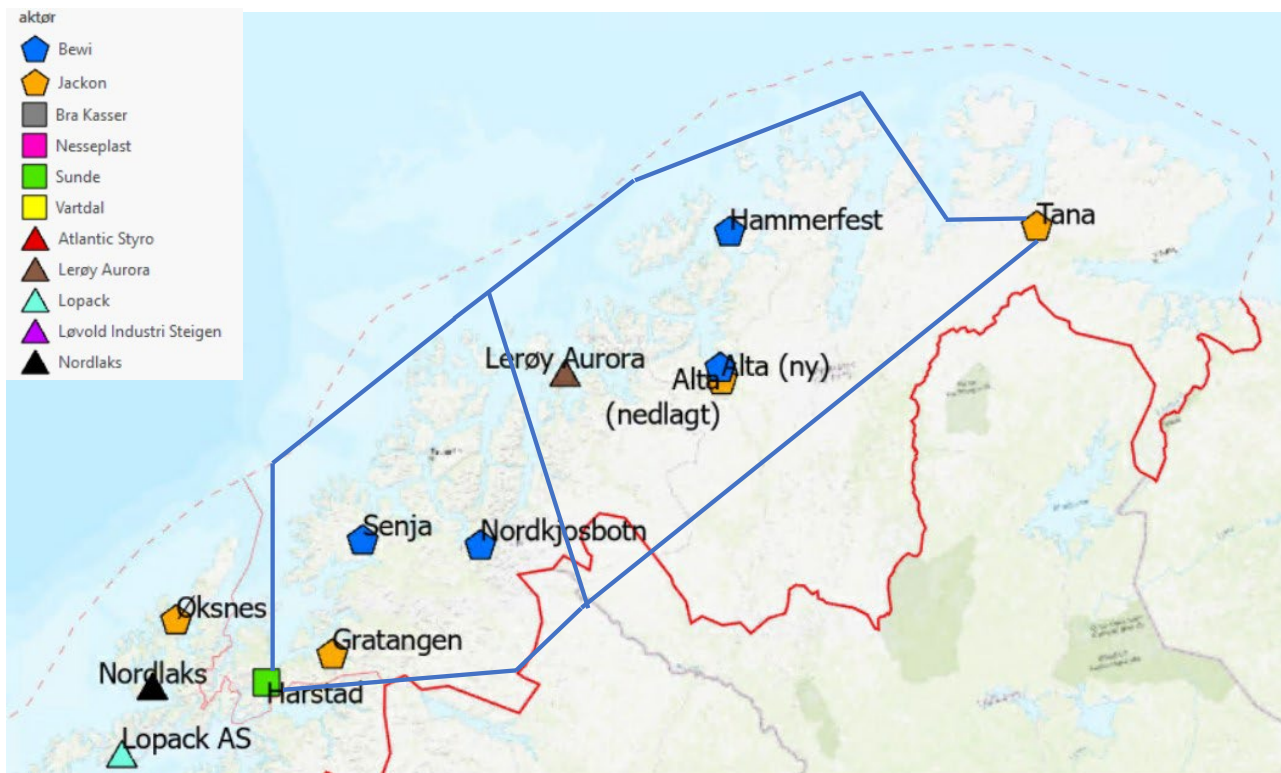 aktør
Bewi
Jackon
Bra Kasser
Nesseplast
Sunde
Vartdal
Atlantic Styro
Lerøy Aurora
Lopack
Løvold Industri Steigen
Nordlaks
Tana
Hammerfest
Lerøy Aurora
Alta (ny)
Alta
(nedlagt)
Senja
Nordkjosbotn
Øksnes
Gratangen
Nordlaks
Harstad
Lopack AS